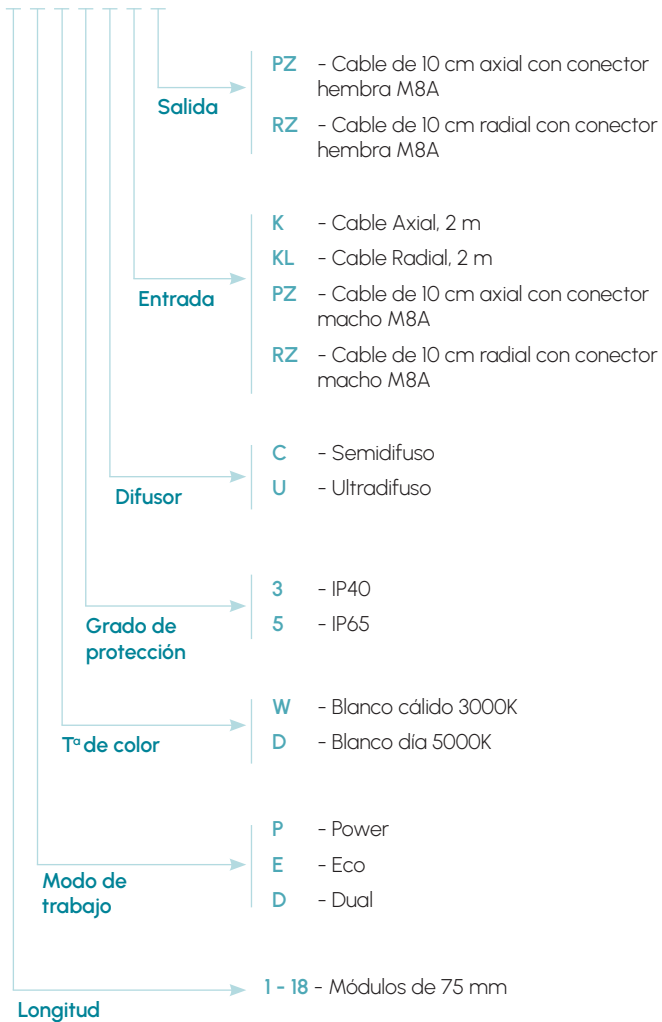 PZ - Cable de 10 cm axial con conector
hembra M8A
Salida
RZ - Cable de 10 cm radial con conector
hembra M8A
K - Cable Axial, 2 m
KL - Cable Radial, 2 m
Entrada
PZ - Cable de 10 cm axial con conector
macho M8A
RZ - Cable de 10 cm radial con conector
macho M8A
C - Semidifuso
Difusor
U - Ultradifuso
3 - IP40
Grado de
protección
5 - IP65
W - Blanco cálido 3000K
Tª de color
D - Blanco día 5000K
P - Power
E - Eco
Modo de
trabajo
D - Dual
1 - 18 - Módulos de 75 mm
Longitud